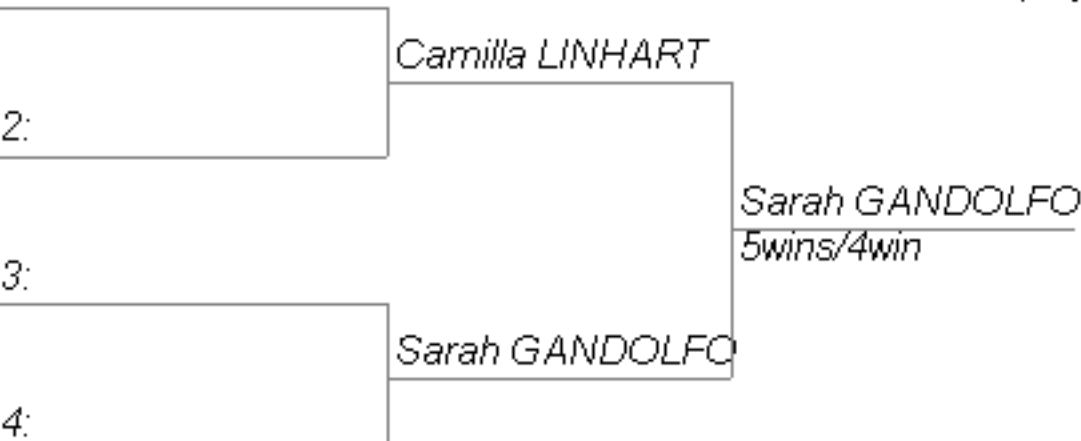 Camilla LINHART
2:
Sarah GANDOLFO
5wins/4win
3:
Sarah GANDOLFO
4: